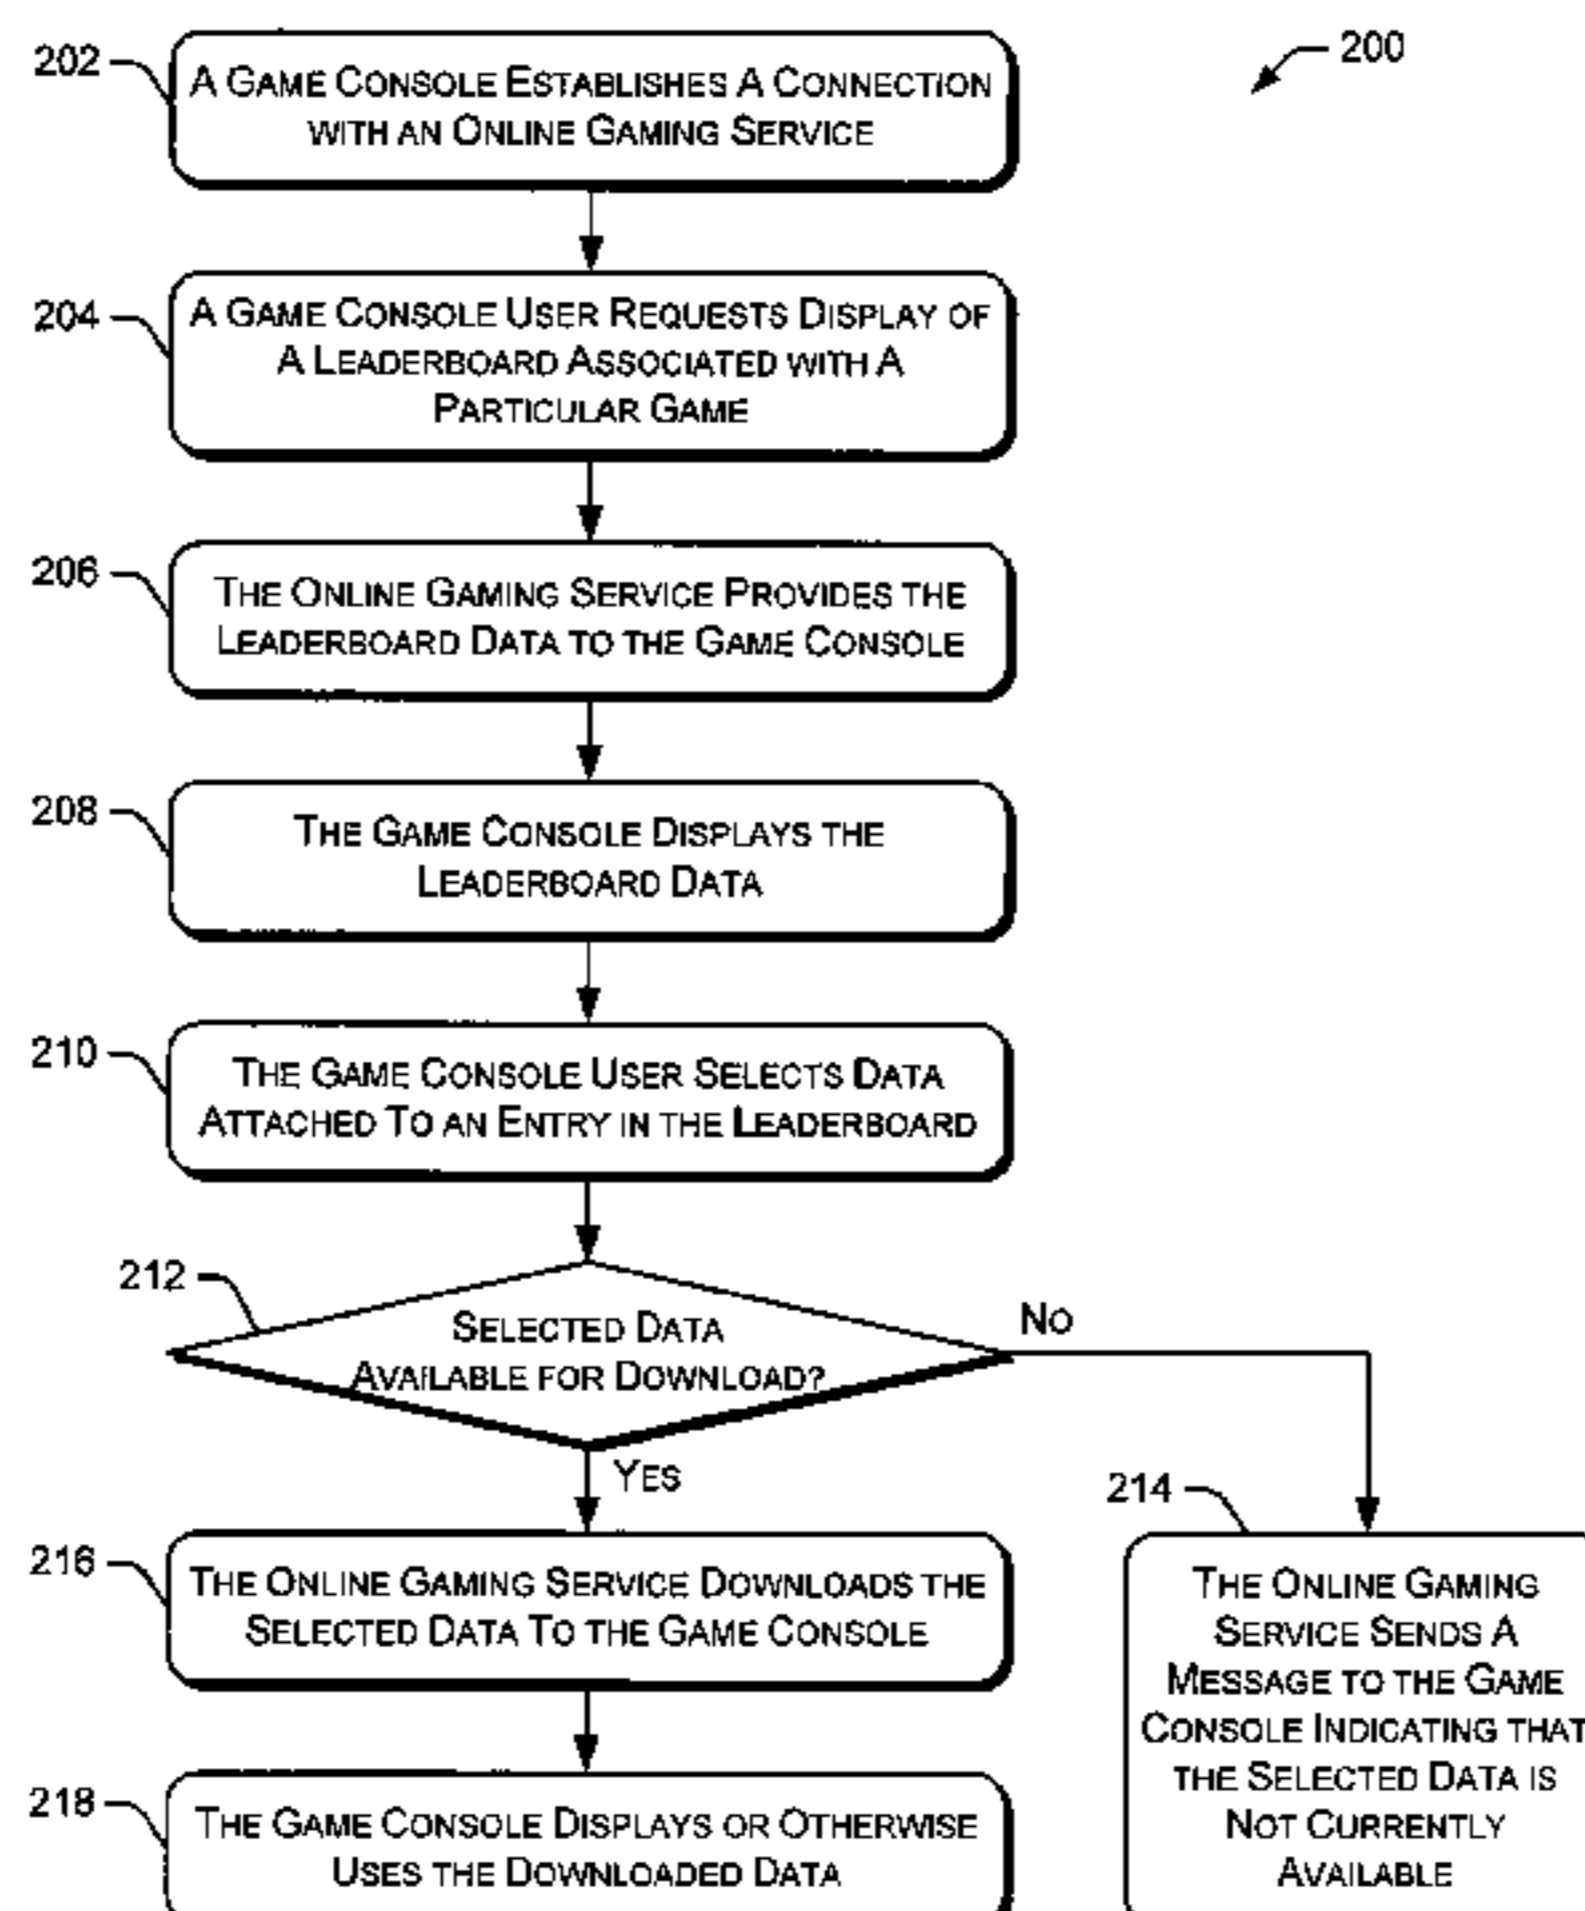 200
202
A GAME CONSOLE ESTABLISHES A CONNECTION
WITH AN ONLINE GAMING SERVICE
204
A GAME CONSOLE USER REQUESTS DISPLAY OF
A LEADERBOARD ASSOCIATED WITH A
PARTICULAR GAME
206
THE ONLINE GAMING SERVICE PROVIDES THE
LEADERBOARD DATA TO THE GAME CONSOLE
208
THE GAME CONSOLE DISPLAYS THE
LEADERBOARD DATA
210
THE GAME CONSOLE USER SELECTS DATA
ATTACHED TO AN ENTRY IN THE LEADERBOARD
212
SELECTED DATA
AVAILABLE FOR DOWNLOAD?
NO
YES
214
THE ONLINE GAMING
SERVICE SENDS A
MESSAGE TO THE GAME
CONSOLE INDICATING THAT
THE SELECTED DATA IS
NOT CURRENTLY
AVAILABLE
216
THE ONLINE GAMING SERVICE DOWNLOADS THE
SELECTED DATA TO THE GAME CONSOLE
218
THE GAME CONSOLE DISPLAYS OR OTHERWISE
USES THE DOWNLOADED DATA